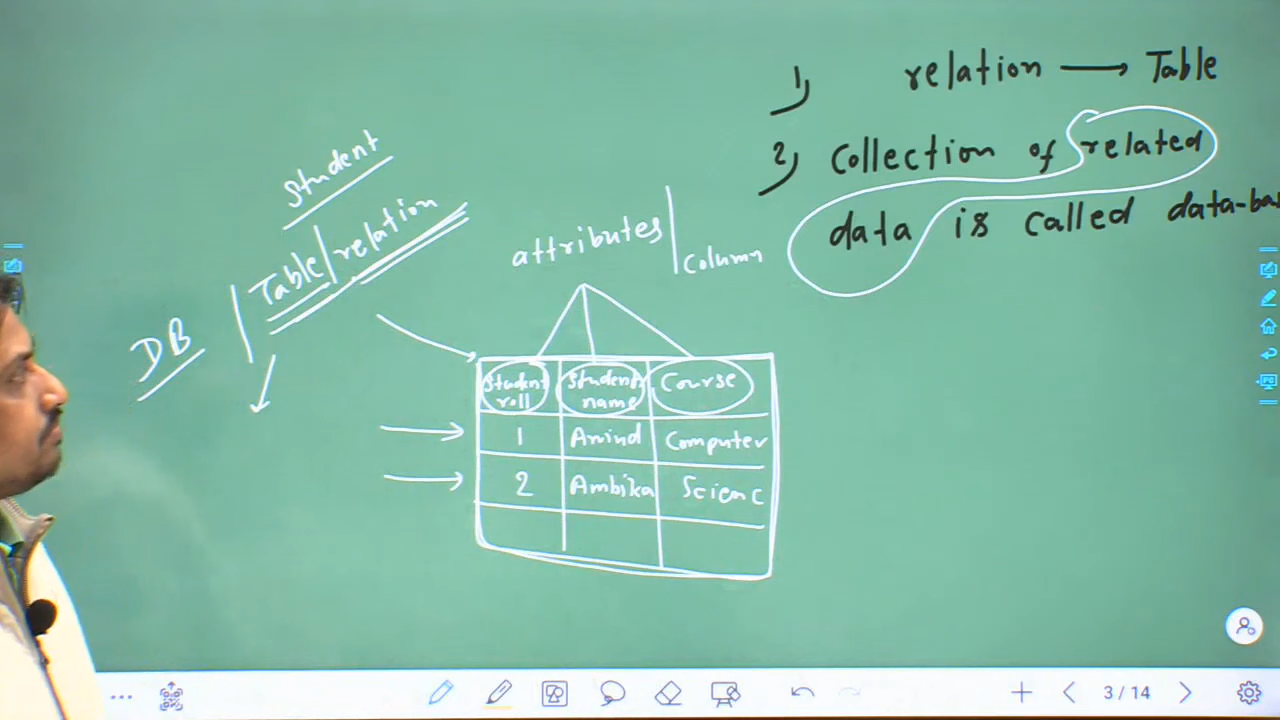 1) relation → Table
2) Collection of related
data is called data-bas
Student
DB | Table/relation
attributes | Column
Student roll | Student name | Course
1 | Arvind | Computer
2 | Ambika | Scienc
3 / 14